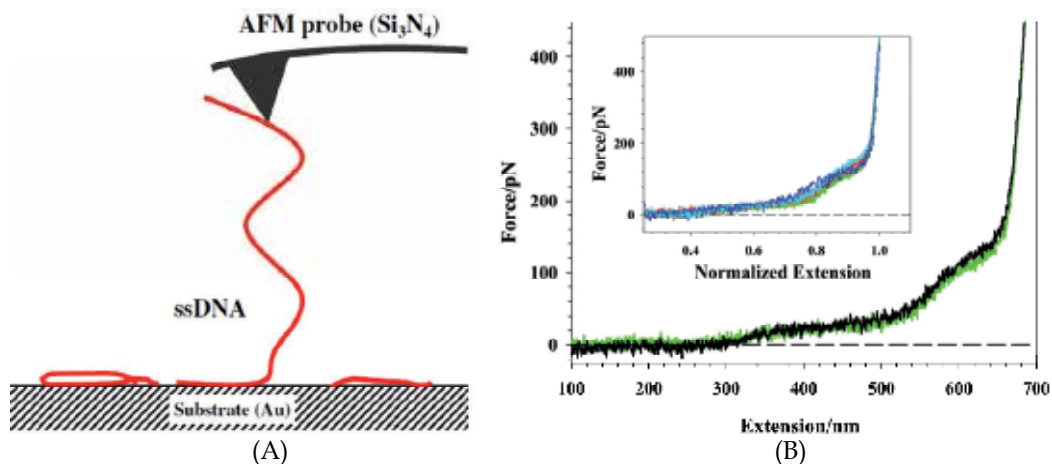 AFM probe (Si₃N₄)
ssDNA
Substrate (Au)
(A)
Force/pN
400
300
200
100
0
100 200 300 400 500 600 700
Extension/nm
Force/pN
400
200
0
0.4 0.6 0.8 1.0
Normalized Extension
(B)